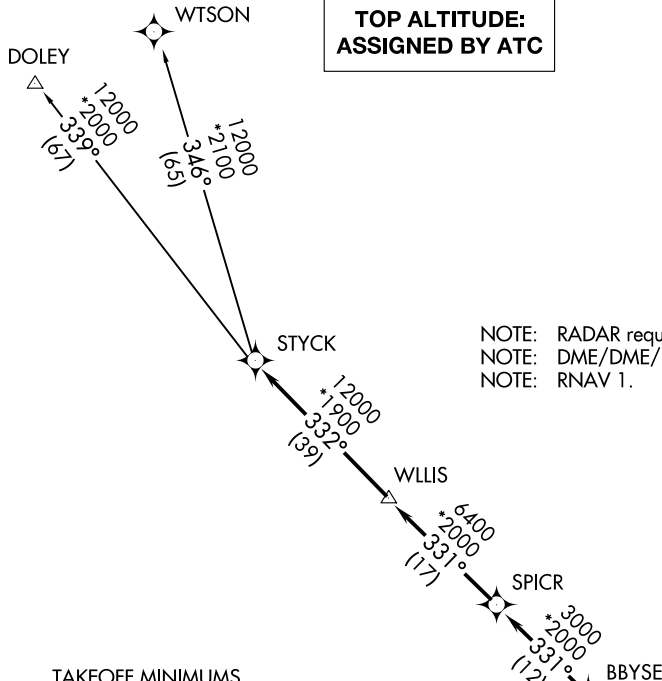 WTSON
TOP ALTITUDE:
ASSIGNED BY ATC
DOLEY
12000
*2000
339°
(67)
12000
*2100
346°
(65)
STYCK
NOTE: RADAR requ
NOTE: DME/DME/
NOTE: RNAV 1.
12000
*1900
332°
(39)
WLLIS
6400
*2000
331°
(17)
SPICR
3000
*2000
331°
(12)
BBYSE
TAKEOFF MINIMUMS